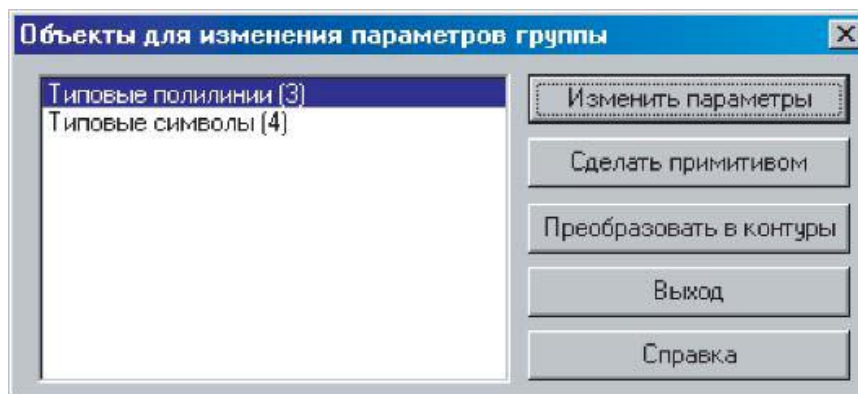 Объекты для изменения параметров группы
Типовые полилинии (3)
Типовые символы (4)
Изменить параметры
Сделать примитивом
Преобразовать в контуры
Выход
Справка